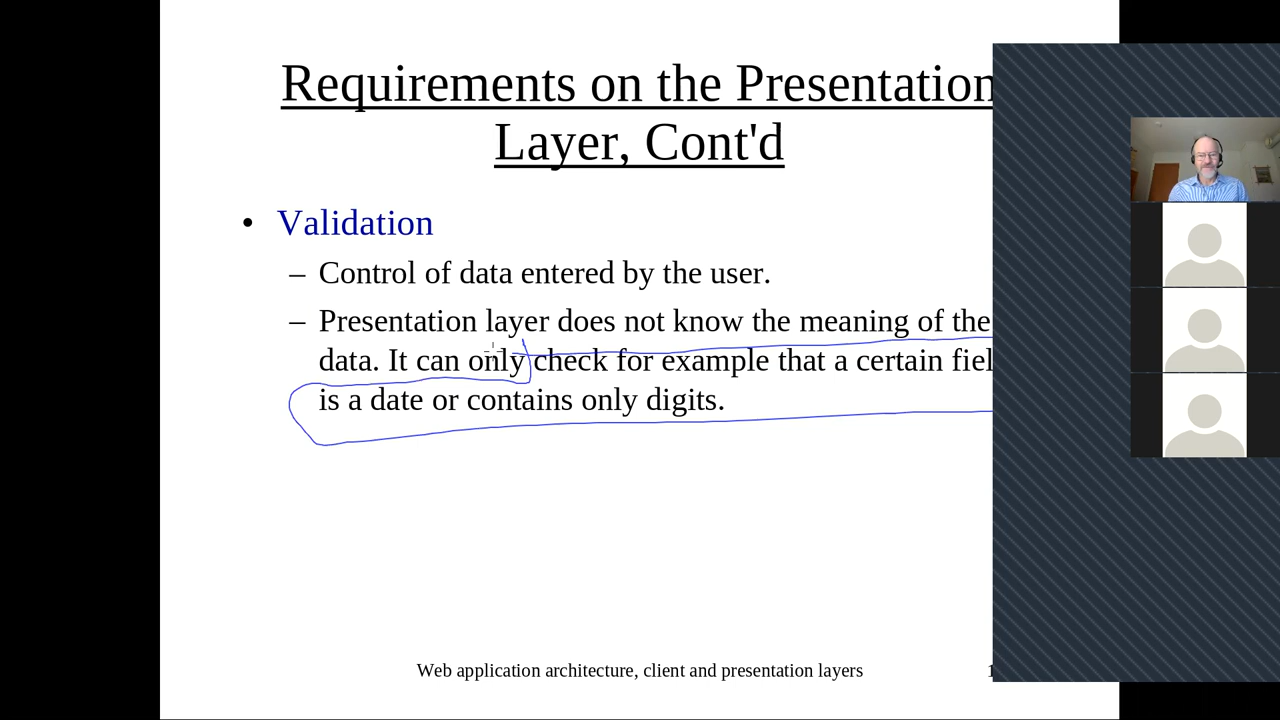 Requirements on the Presentation
Layer, Cont'd
• Validation
– Control of data entered by the user.
– Presentation layer does not know the meaning of the
data. It can only check for example that a certain fiel
is a date or contains only digits.
Web application architecture, client and presentation layers